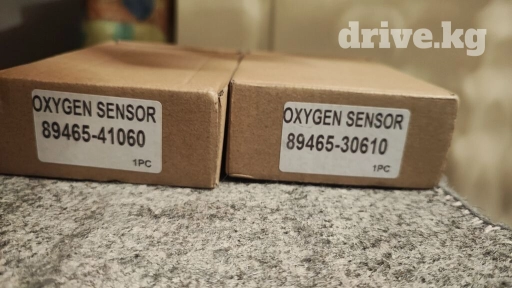 drive.kg
OXYGEN SENSOR
89465-41060
1PC
OXYGEN SENSOR
89465-30610
1PC